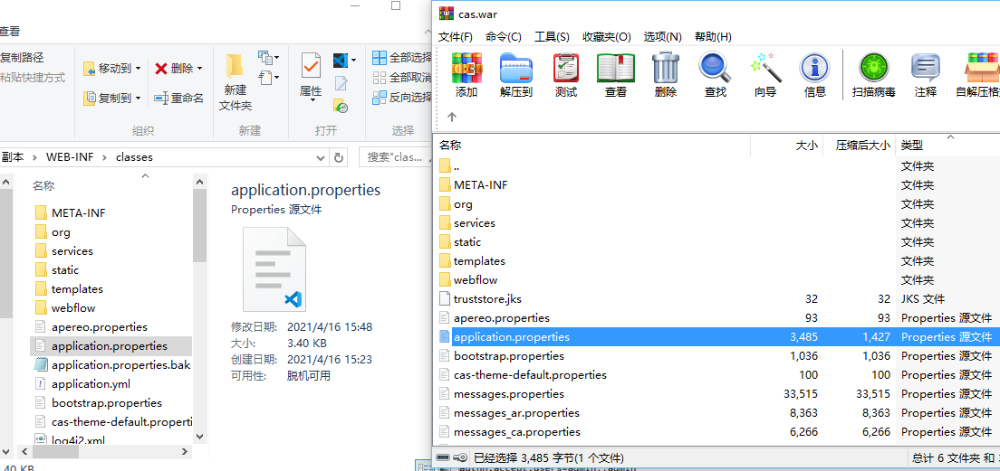 查看
复制路径
粘贴快捷方式
移动到
删除
复制到
重命名
新建
文件夹
属性
全部选择
全部取消
反向选择
组织
新建
打开
选择
副本 › WEB-INF › classes
搜索"clas...
名称
META-INF
org
services
static
templates
webflow
apereo.properties
application.properties
application.properties.bak
application.yml
bootstrap.properties
cas-theme-default.properti
log4j2.xml
application.properties
Properties 源文件
修改日期: 2021/4/16 15:48
大小: 3.40 KB
创建日期: 2021/4/16 15:23
可用性: 脱机可用
.40 KB
cas.war
文件(F) 命令(C) 工具(S) 收藏夹(O) 选项(N) 帮助(H)
添加 解压到 测试 查看 删除 查找 向导 信息 扫描病毒 注释 自解压格
名称 大小 压缩后大小 类型
.. 文件夹
META-INF 文件夹
org 文件夹
services 文件夹
static 文件夹
templates 文件夹
webflow 文件夹
truststore.jks 32 32 JKS 文件
apereo.properties 93 93 Properties 源文件
application.properties 3,485 1,427 Properties 源文件
bootstrap.properties 1,036 1,036 Properties 源文件
cas-theme-default.properties 100 100 Properties 源文件
messages.properties 33,515 33,515 Properties 源文件
messages_ar.properties 8,363 8,363 Properties 源文件
messages_ca.properties 6,266 6,266 Properties 源文件
已经选择 3,485 字节(1 个文件)
总计 6 文件夹 和